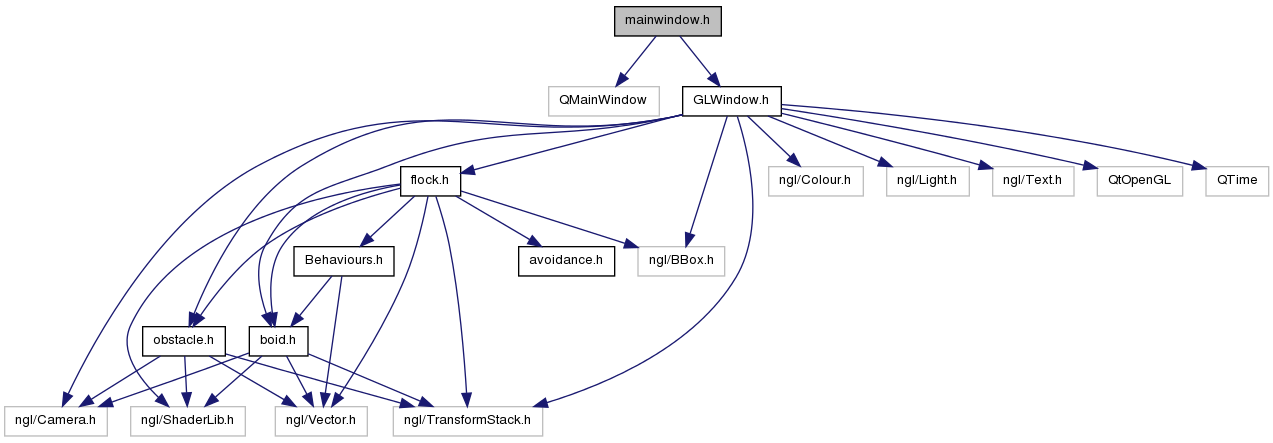 mainwindow.h
QMainWindow
GLWindow.h
flock.h
ngl/Colour.h
ngl/Light.h
ngl/Text.h
QtOpenGL
QTime
Behaviours.h
avoidance.h
ngl/BBox.h
obstacle.h
boid.h
ngl/Camera.h
ngl/ShaderLib.h
ngl/Vector.h
ngl/TransformStack.h